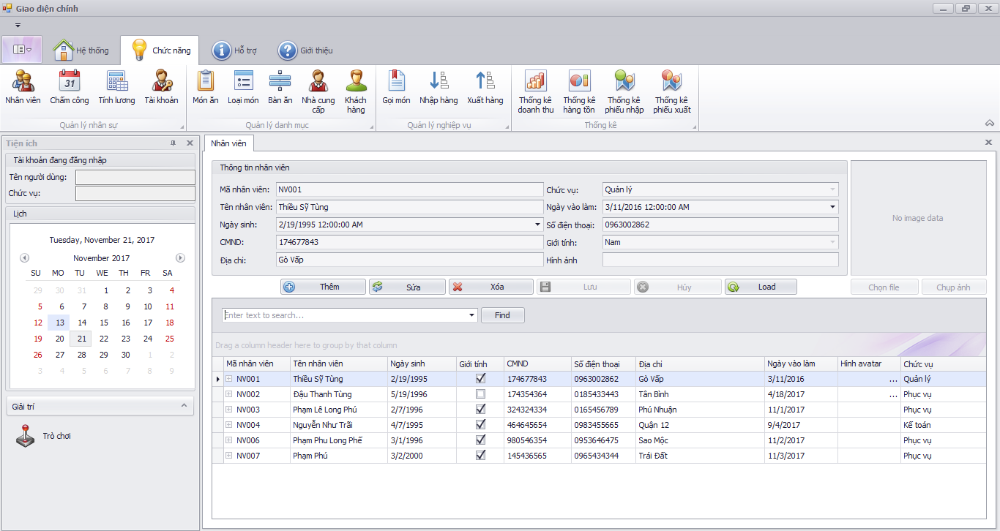 Giao diện chính
Hệ thống
Chức năng
Hỗ trợ
Giới thiệu
Nhân viên
Chấm công
31
Tính lương
Tài khoản
Món ăn
Loại món
Bàn ăn
Nhà cung cấp
Khách hàng
Gọi món
Nhập hàng
Xuất hàng
Thống kê doanh thu
Thống kê hàng tồn
Thống kê phiếu nhập
Thống kê phiếu xuất
Quản lý nhân sự
Quản lý danh mục
Quản lý nghiệp vụ
Thống kê
Tiện ích
Tài khoản đang đăng nhập
Tên người dùng:
Chức vụ:
Lịch
Tuesday, November 21, 2017
November 2017
SU MO TU WE TH FR SA
29 30 31 1 2 3 4
5 6 7 8 9 10 11
12 13 14 15 16 17 18
19 20 21 22 23 24 25
26 27 28 29 30 1 2
3 4 5 6 7 8 9
Giải trí
Trò chơi
Nhân viên
Thông tin nhân viên
Mã nhân viên: NV001 Chức vụ: Quản lý
Tên nhân viên: Thiều Sỹ Tùng Ngày vào làm: 3/11/2016 12:00:00 AM
Ngày sinh: 2/19/1995 12:00:00 AM Số điện thoại: 0963002862
CMND: 174677843 Giới tính: Nam
Địa chỉ: Gò Vấp Hình ảnh
No image data
Thêm Sửa Xóa Lưu Hủy Load Chọn file Chụp ảnh
Enter text to search... Find
Drag a column header here to group by that column
Mã nhân viên Tên nhân viên Ngày sinh Giới tính CMND Số điện thoại Địa chỉ Ngày vào làm Hình avatar Chức vụ
NV001 Thiều Sỹ Tùng 2/19/1995 174677843 0963002862 Gò Vấp 3/11/2016 ... Quản lý
NV002 Đậu Thanh Tùng 5/19/1996 174354364 0185433443 Tân Bình 4/18/2017 ... Phục vụ
NV003 Phạm Lê Long Phú 2/7/1996 324324334 0165456789 Phú Nhuận 11/1/2017 Phục vụ
NV004 Nguyễn Như Trãi 4/7/1995 464645654 0983455665 Quận 12 9/4/2017 Kế toán
NV006 Phạm Phu Long Phế 3/1/1996 980546354 0953646475 Sao Mộc 11/2/2017 Phục vụ
NV007 Phạm Phú 3/2/2000 145436565 0965434344 Trái Đất 11/3/2017 Phục vụ